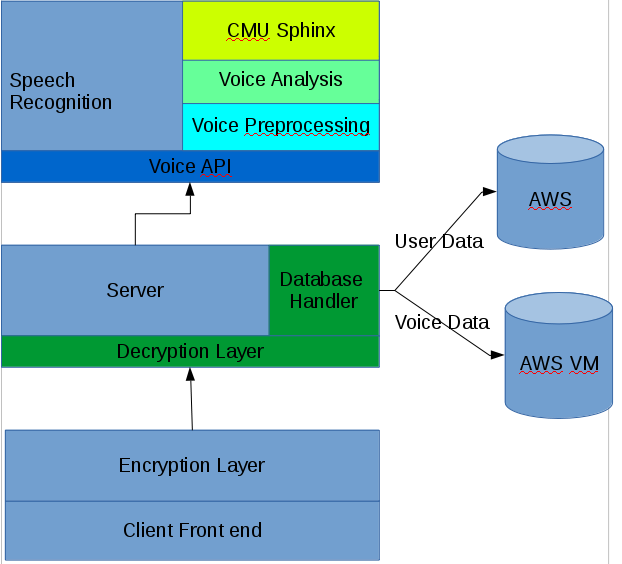 CMU Sphinx
Speech
Recognition
Voice Analysis
Voice Preprocessing
Voice API
AWS
User Data
Server
Database
Handler
Voice Data
Decryption Layer
AWS VM
Encryption Layer
Client Front end